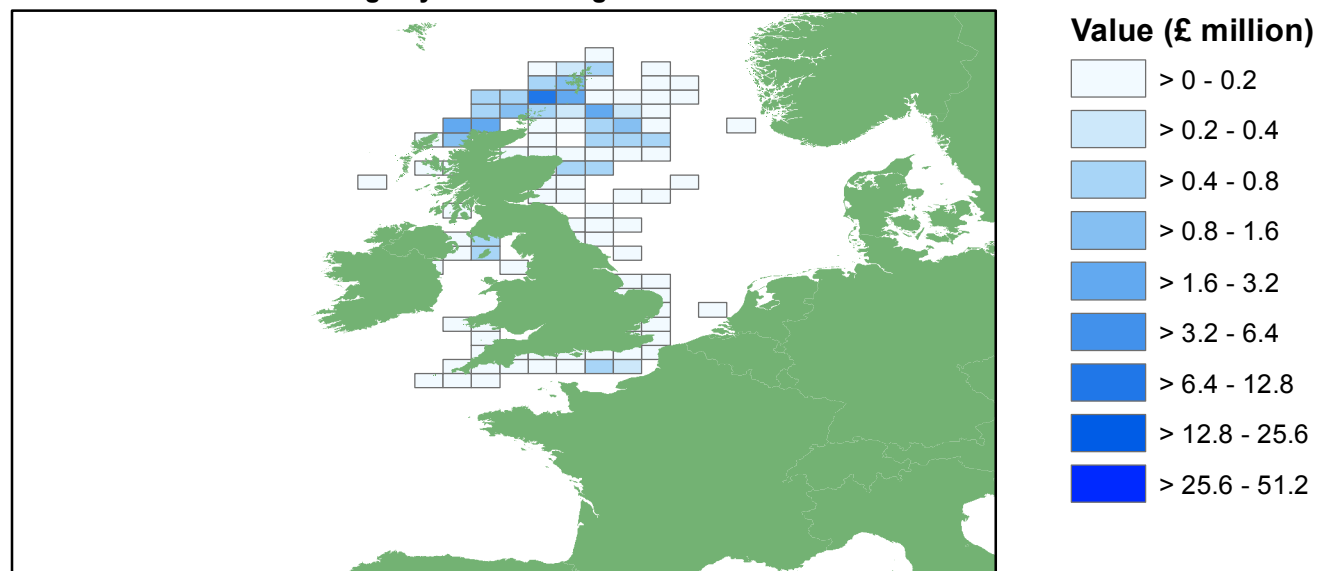 Value (£ million)
> 0 - 0.2
> 0.2 - 0.4
> 0.4 - 0.8
> 0.8 - 1.6
> 1.6 - 3.2
> 3.2 - 6.4
> 6.4 - 12.8
> 12.8 - 25.6
> 25.6 - 51.2